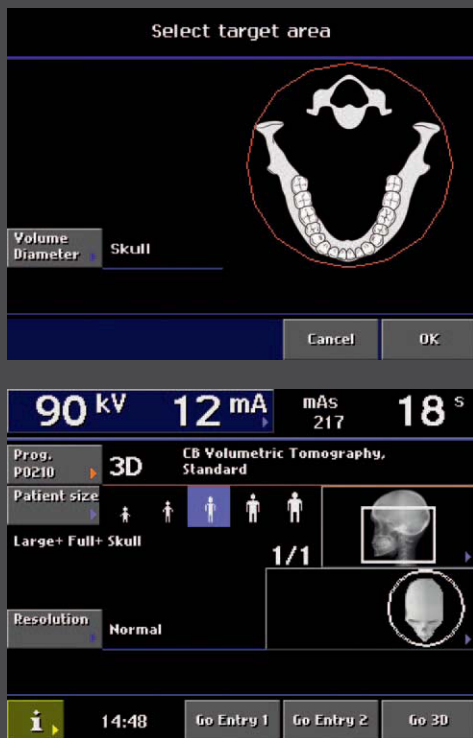 Select target area
Volume
Diameter
Skull
Cancel
OK
90 kV
12 mA
mAs
217
18 s
Prog.
P0210
3D
CB Volumetric Tomography,
Standard
Patient size
Large+ Full+ Skull
1/1
Resolution
Normal
i
14:48
Go Entry 1
Go Entry 2
Go 3D